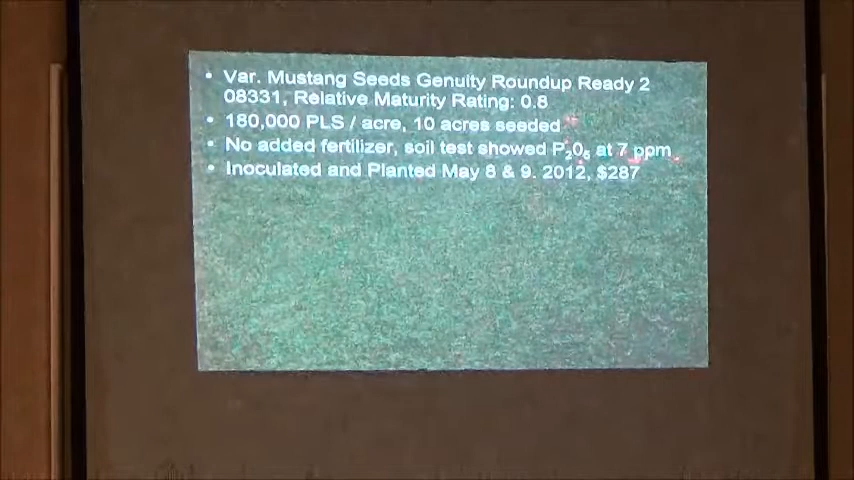 • Var. Mustang Seeds Genuity Roundup Ready 2
08331, Relative Maturity Rating: 0.8
• 180,000 PLS / acre, 10 acres seeded
• No added fertilizer, soil test showed P₂0₅ at 7 ppm
• Inoculated and Planted May 8 & 9. 2012, $287